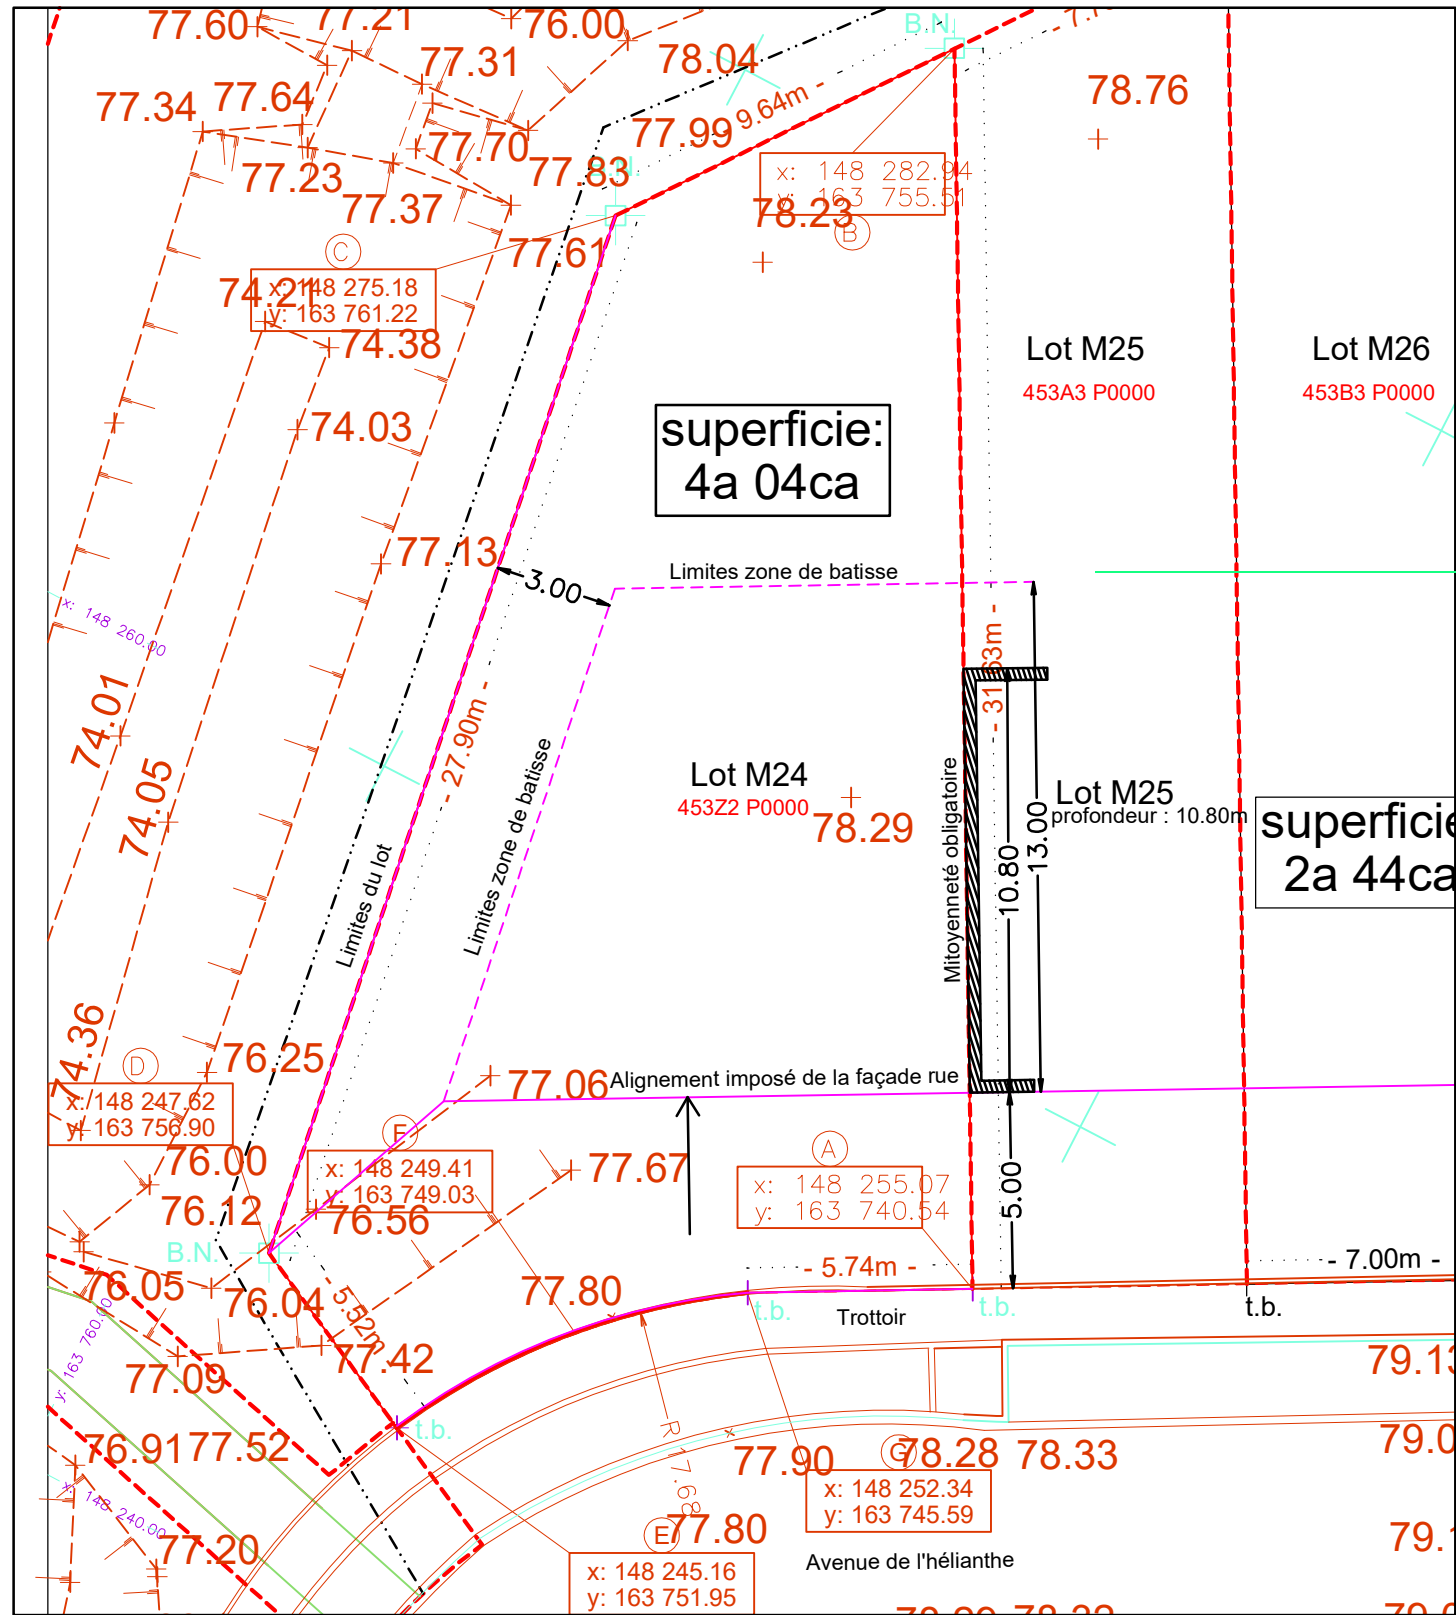 77.60
77.21
76.00
B.N.
- 7.
77.31
78.04
77.34
77.64
- 9.64m -
78.76
77.99
77.70
77.83
B.N.
77.23
x: 148 282.94
y: 163 755.51
77.37
78.23
B
C
77.61
74.21
x: 148 275.18
y: 163 761.22
74.38
Lot M25
453A3 P0000
Lot M26
453B3 P0000
74.03
superficie:
4a 04ca
77.13
3.00
Limites zone de batisse
x: 148 260.00
- 31.63m -
74.01
- 27.90m -
Limites zone de batisse
74.05
Lot M24
453Z2 P0000
78.29
Mitoyenneté obligatoire
10.80
13.00
Lot M25
profondeur : 10.80m
superficie
2a 44ca
Limites du lot
74.36
76.25
D
x: 148 247.62
y: 163 756.90
77.06
Alignement imposé de la façade rue
F
x: 148 249.41
y: 163 749.03
76.00
77.67
A
x: 148 255.07
y: 163 740.54
5.00
76.12
76.56
B.N.
- 5.74m -
- 7.00m -
76.05
76.04
77.80
5.52m -
t.b.
t.b.
t.b.
Trottoir
y: 163 760.00
77.09
77.42
79.13
t.b.
R 17.68
76.91
77.52
77.90
G
78.28
78.33
79.0
x: 148 252.34
y: 163 745.59
x: 148 240.00
77.20
E
77.80
79.
Avenue de l'hélianthe
x: 148 245.16
y: 163 751.95